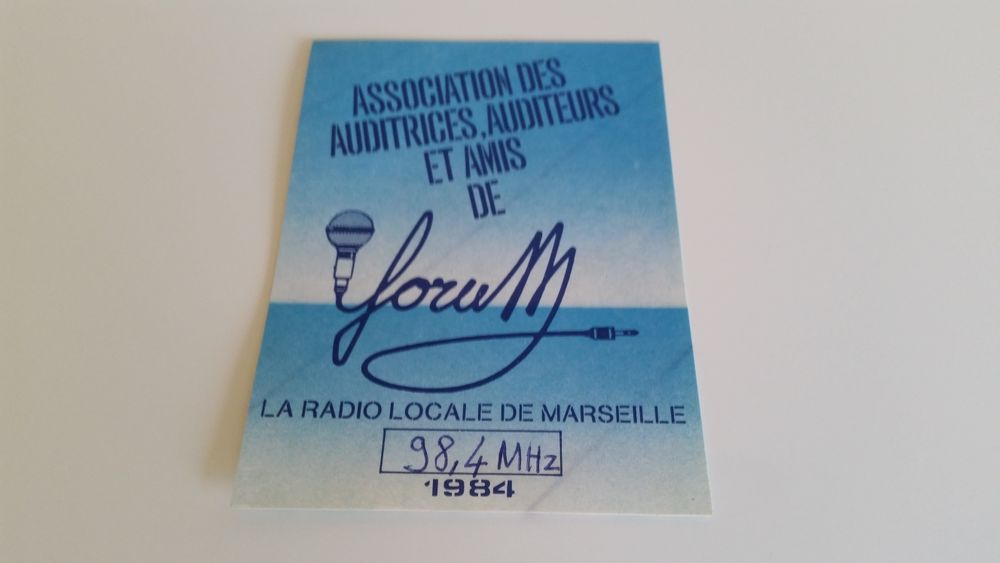 ASSOCIATION DES
AUDITRICES, AUDITEURS
ET AMIS
DE
foruM
LA RADIO LOCALE DE MARSEILLE
98,4 MHz
1984